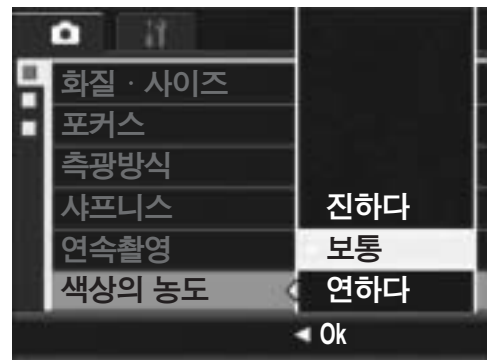 화질 · 사이즈
포커스
측광방식
샤프니스
연속촬영
색상의 농도
진하다
보통
연하다
Ok